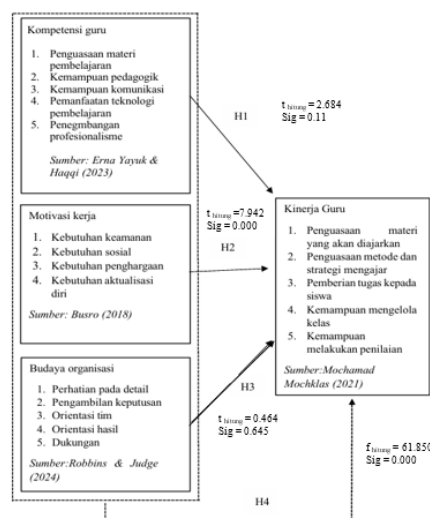 Kompetensi guru
1. Penguasaan materi
pembelajaran
2. Kemampuan pedagogik
3. Kemampuan komunikasi
4. Pemanfaatan teknologi
pembelajaran
5. Penegmbangan
profesionalisme
Sumber: Erna Yayuk &
Haqqi (2023)
H1
t hitung = 2.684
Sig = 0.11
Motivasi kerja
1. Kebutuhan keamanan
2. Kebutuhan sosial
3. Kebutuhan penghargaan
4. Kebutuhan aktualisasi
diri
Sumber: Busro (2018)
t hitung =7.942
Sig = 0.000
H2
Kinerja Guru
1. Penguasaan materi
yang akan diajarkan
2. Penguasaan metode dan
strategi mengajar
3. Pemberian tugas kepada
siswa
4. Kemampuan mengelola
kelas
5. Kemampuan
melakukan penilaian
Sumber:Mochamad
Mochklas (2021)
Budaya organisasi
1. Perhatian pada detail
2. Pengambilan keputusan
3. Orientasi tim
4. Orientasi hasil
5. Dukungan
Sumber:Robbins & Judge
(2024)
H3
t hitung = 0.464
Sig = 0.645
f hitung = 61.850
Sig = 0.000
H4